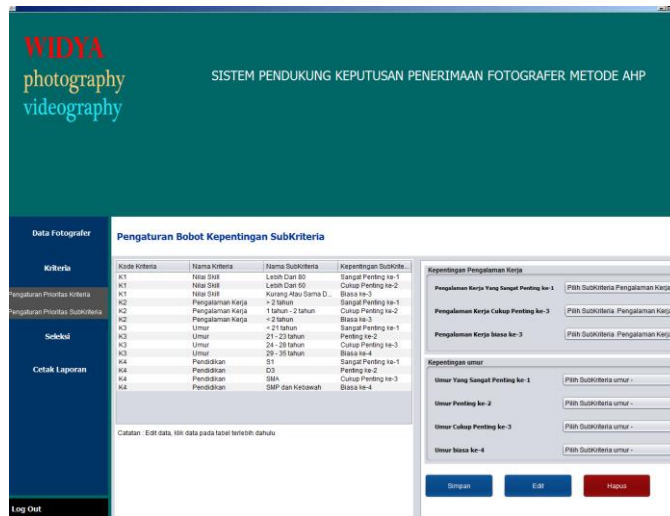 WIDYA
photography
videography
SISTEM PENDUKUNG KEPUTUSAN PENERIMAAN FOTOGRAFER METODE AHP
Data Fotografer
Kriteria
Pengaturan Prioritas Kriteria
Pengaturan Prioritas SubKriteria
Seleksi
Cetak Laporan
Log Out
Pengaturan Bobot Kepentingan SubKriteria
Kode Kriteria Nama Kriteria Nama SubKriteria Kepentingan SubKrite...
K1 Nilai Skill Lebih Dari 80 Sangat Penting ke-1
K1 Nilai Skill Lebih Dari 60 Cukup Penting ke-2
K1 Nilai Skill Kurang Atau Sama D... Biasa ke-3
K2 Pengalaman Kerja > 2 tahun Sangat Penting ke-1
K2 Pengalaman Kerja 1 tahun - 2 tahun Cukup Penting ke-2
K2 Pengalaman Kerja < 2 tahun Biasa ke-3
K3 Umur < 21 tahun Sangat Penting ke-1
K3 Umur 21 - 23 tahun Penting ke-2
K3 Umur 24 - 28 tahun Cukup Penting ke-3
K3 Umur 29 - 35 tahun Biasa ke-4
K4 Pendidikan S1 Sangat Penting ke-1
K4 Pendidikan D3 Penting ke-2
K4 Pendidikan SMA Cukup Penting ke-3
K4 Pendidikan SMP dan Kebawah Biasa ke-4
Catatan : Edit data, klik data pada tabel terlebih dahulu
Kepentingan Pengalaman Kerja
Pengalaman Kerja Yang Sangat Penting ke-1 Pilih SubKriteria Pengalaman Kerja
Pengalaman Kerja Cukup Penting ke-3 Pilih SubKriteria Pengalaman Kerja
Pengalaman Kerja biasa ke-3 Pilih SubKriteria Pengalaman Kerja
Kepentingan umur
Umur Yang Sangat Penting ke-1 Pilih SubKriteria umur -
Umur Penting ke-2 Pilih SubKriteria umur -
Umur Cukup Penting ke-3 Pilih SubKriteria umur -
Umur biasa ke-4 Pilih SubKriteria umur -
Simpan Edit Hapus